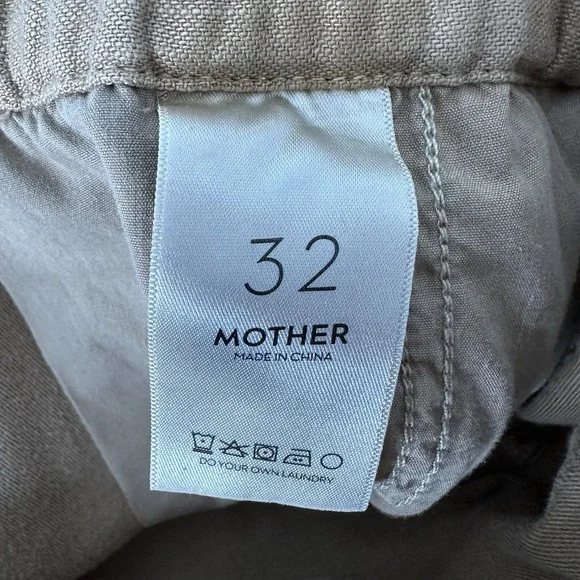 32
MOTHER
MADE IN CHINA
DO YOUR OWN LAUNDRY